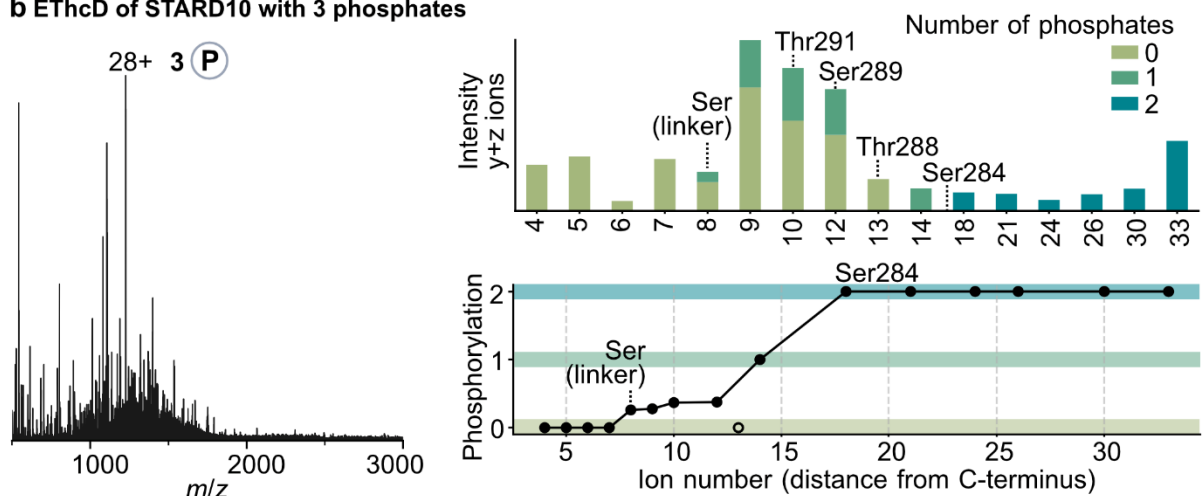 b EThcD of STARD10 with 3 phosphates
28+ 3 P
1000
2000
3000
m/z
Number of phosphates
0
1
2
Intensity
y+z ions
Ser
(linker)
Thr291
Ser289
Thr288
Ser284
4 5 6 7 8 9 10 12 13 14 18 21 24 26 30 33
Phosphorylation
2
1
0
Ser
(linker)
Ser284
5 10 15 20 25 30
Ion number (distance from C-terminus)